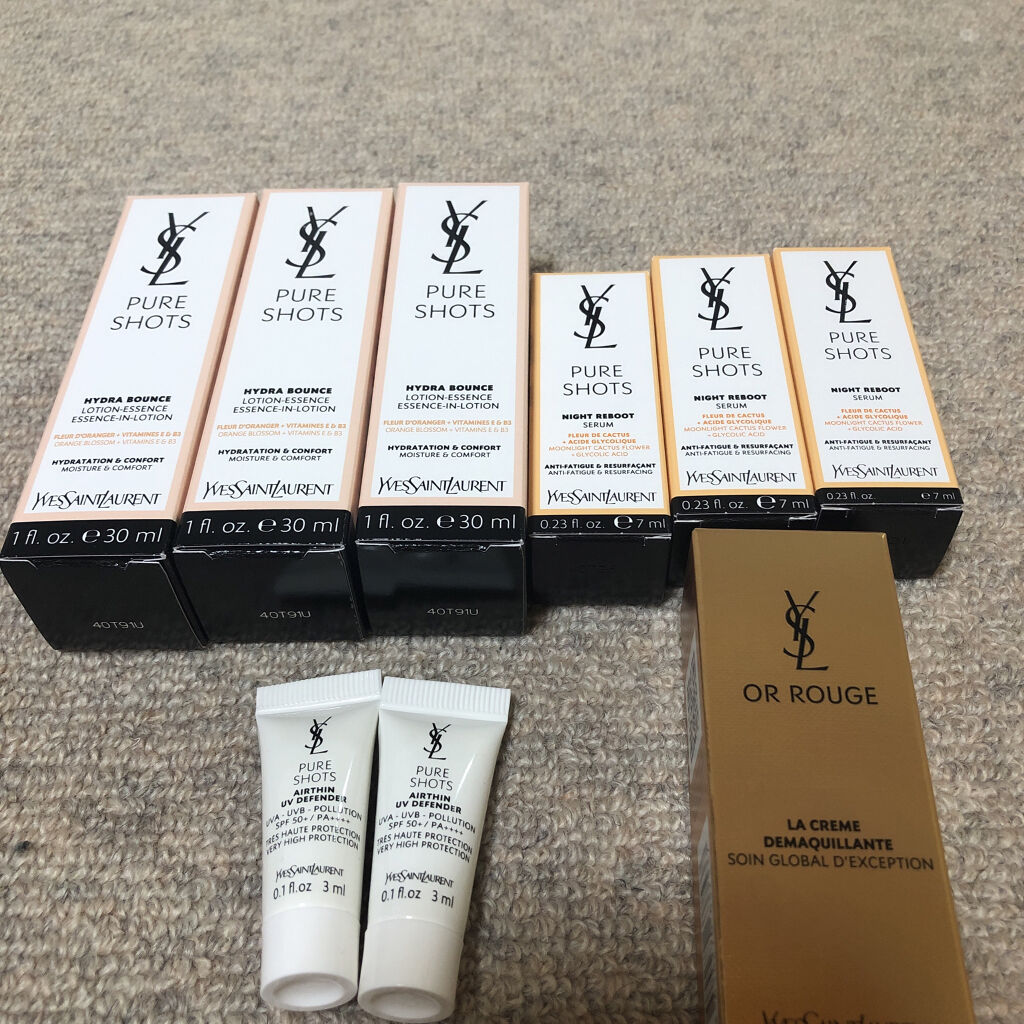 YSL
PURE
SHOTS
HYDRA BOUNCE
LOTION-ESSENCE
ESSENCE-IN-LOTION
FLEUR D'ORANGER + VITAMINES E & B3
ORANGE BLOSSOM + VITAMINS E & B3
HYDRATATION & CONFORT
MOISTURE & COMFORT
YVESSAINTLAURENT
1 fl. oz. ℮ 30 ml
40T91U
YSL
PURE
SHOTS
HYDRA BOUNCE
LOTION-ESSENCE
ESSENCE-IN-LOTION
FLEUR D'ORANGER + VITAMINES E & B3
ORANGE BLOSSOM + VITAMINS E & B3
HYDRATATION & CONFORT
MOISTURE & COMFORT
YVESSAINTLAURENT
1 fl. oz. ℮ 30 ml
YSL
PURE
SHOTS
HYDRA BOUNCE
LOTION-ESSENCE
ESSENCE-IN-LOTION
FLEUR D'ORANGER + VITAMINES E & B3
ORANGE BLOSSOM + VITAMINS E & B3
HYDRATATION & CONFORT
MOISTURE & COMFORT
YVESSAINTLAURENT
1 fl. oz. ℮ 30 ml
40T91U
YSL
PURE
SHOTS
NIGHT REBOOT
SERUM
FLEUR DE CACTUS
+ ACIDE GLYCOLIQUE
MOONLIGHT CACTUS FLOWER
+ GLYCOLIC ACID
ANTI-FATIGUE & RESURFAÇANT
ANTI-FATIGUE & RESURFACING
YVESSAINTLAURENT
0.23 fl. oz. ℮ 7 ml
YSL
PURE
SHOTS
NIGHT REBOOT
SERUM
FLEUR DE CACTUS
+ ACIDE GLYCOLIQUE
MOONLIGHT CACTUS FLOWER
+ GLYCOLIC ACID
ANTI-FATIGUE & RESURFAÇANT
ANTI-FATIGUE & RESURFACING
YVESSAINTLAURENT
0.23 fl. oz. ℮ 7 ml
YSL
PURE
SHOTS
NIGHT REBOOT
SERUM
FLEUR DE CACTUS
+ ACIDE GLYCOLIQUE
MOONLIGHT CACTUS FLOWER
+ GLYCOLIC ACID
ANTI-FATIGUE & RESURFAÇANT
ANTI-FATIGUE & RESURFACING
YVESSAINTLAURENT
0.23 fl. oz. ℮ 7 ml
YSL
PURE
SHOTS
AIRTHIN
UV DEFENDER
UVA - UVB - POLLUTION
SPF 50+ / PA++++
TRÈS HAUTE PROTECTION
VERY HIGH PROTECTION
YVESSAINTLAURENT
0.1 fl.oz 3 ml
YSL
PURE
SHOTS
AIRTHIN
UV DEFENDER
UVA - UVB - POLLUTION
SPF 50+ / PA++++
TRÈS HAUTE PROTECTION
VERY HIGH PROTECTION
YVESSAINTLAURENT
0.1 fl.oz 3 ml
YSL
OR ROUGE
LA CREME
DEMAQUILLANTE
SOIN GLOBAL D'EXCEPTION